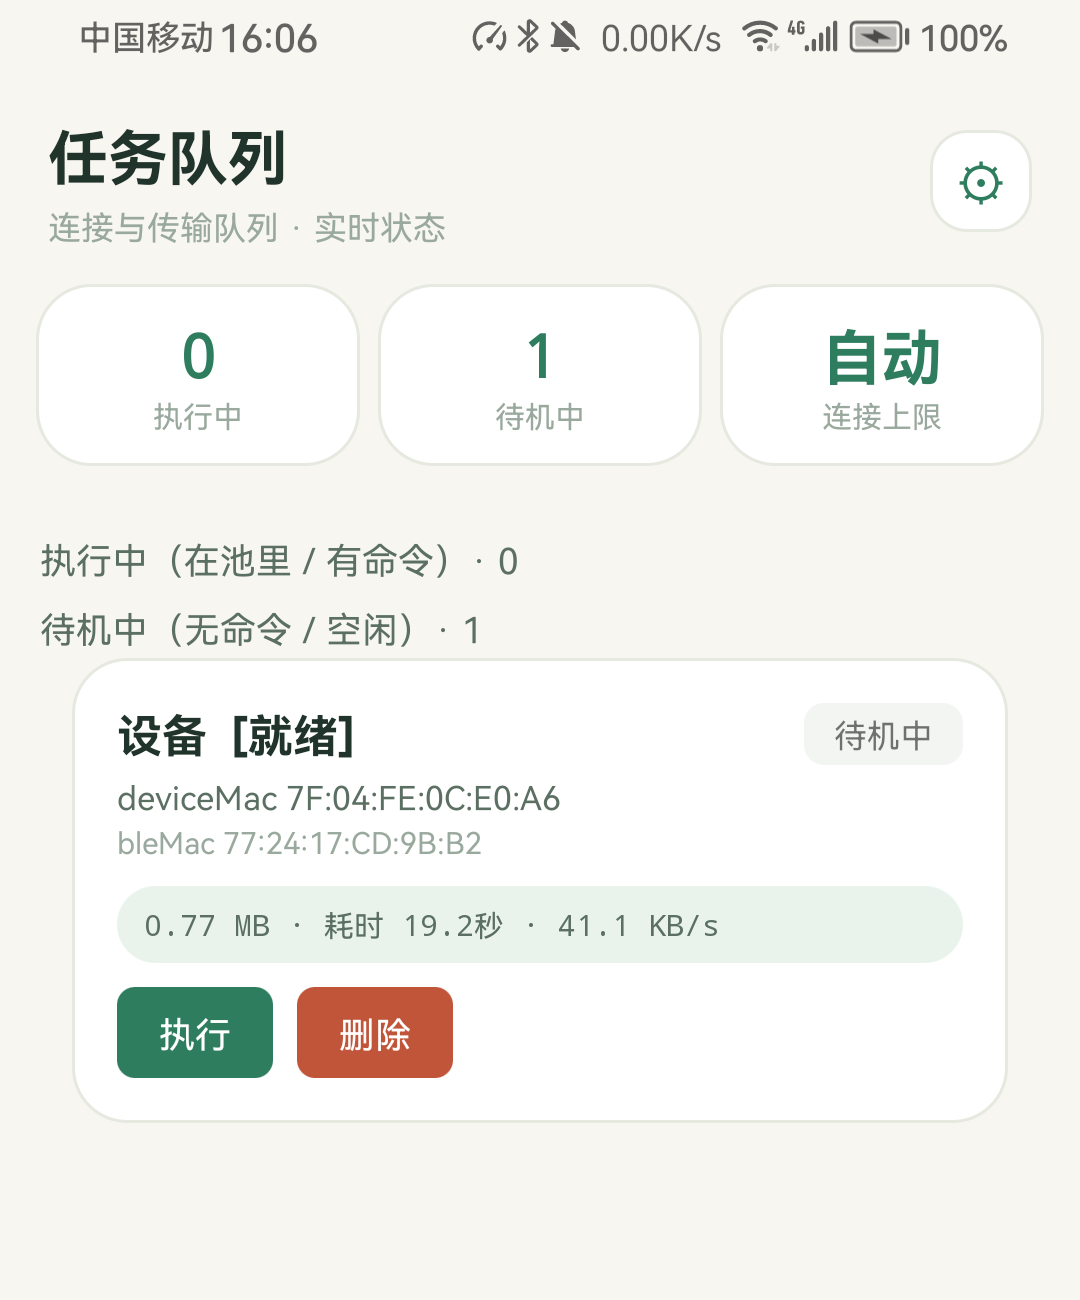 中国移动 16:06 0.00K/s 4G 100%
任务队列
连接与传输队列 · 实时状态
0 1 自动
执行中 待机中 连接上限
执行中（在池里 / 有命令） · 0
待机中（无命令 / 空闲） · 1
设备 [就绪] 待机中
deviceMac 7F:04:FE:0C:E0:A6
bleMac 77:24:17:CD:9B:B2
0.77 MB · 耗时 19.2秒 · 41.1 KB/s
执行 删除